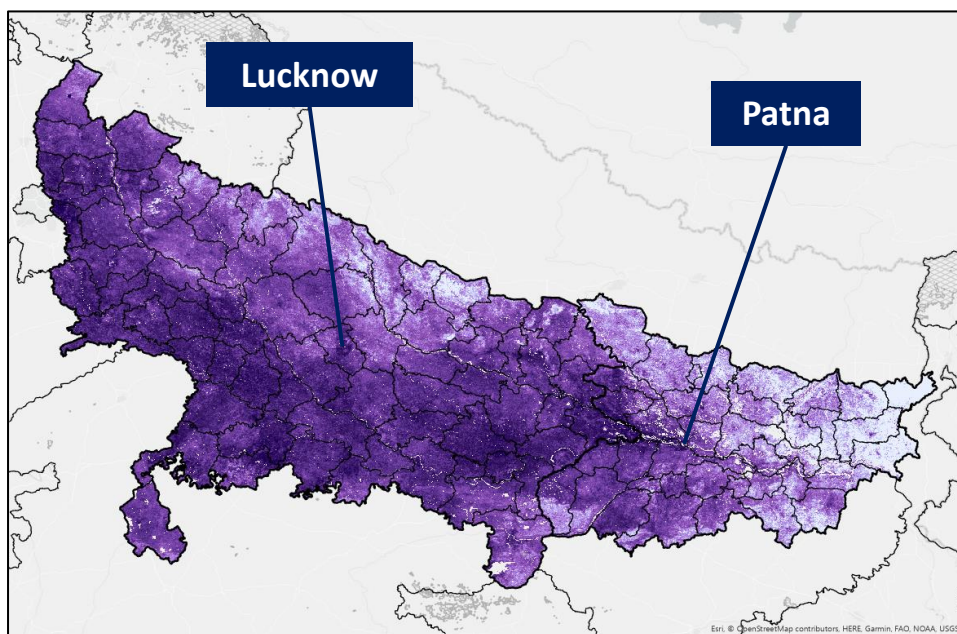 Lucknow
Patna
Esri, © OpenStreetMap contributors, HERE, Garmin, FAO, NOAA, USGS